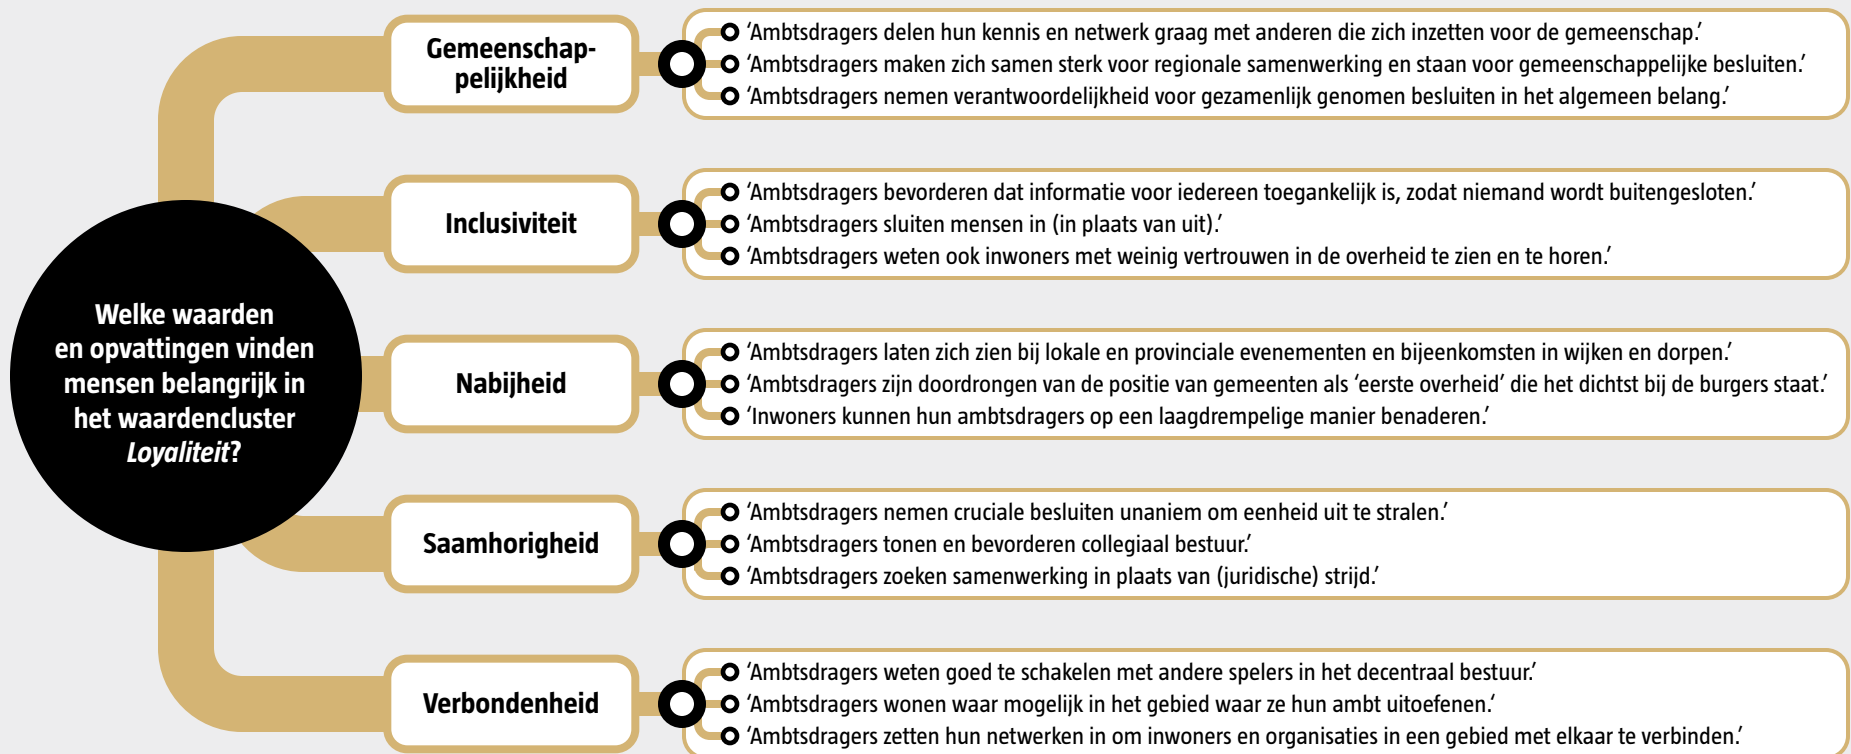 Welke waarden
en opvattingen vinden
mensen belangrijk in
het waardencluster
Loyaliteit?
Gemeenschap-
pelijkheid
‘Ambtsdragers delen hun kennis en netwerk graag met anderen die zich inzetten voor de gemeenschap.’
‘Ambtsdragers maken zich samen sterk voor regionale samenwerking en staan voor gemeenschappelijke besluiten.’
‘Ambtsdragers nemen verantwoordelijkheid voor gezamenlijk genomen besluiten in het algemeen belang.’
Inclusiviteit
‘Ambtsdragers bevorderen dat informatie voor iedereen toegankelijk is, zodat niemand wordt buitengesloten.’
‘Ambtsdragers sluiten mensen in (in plaats van uit).’
‘Ambtsdragers weten ook inwoners met weinig vertrouwen in de overheid te zien en te horen.’
Nabijheid
‘Ambtsdragers laten zich zien bij lokale en provinciale evenementen en bijeenkomsten in wijken en dorpen.’
‘Ambtsdragers zijn doordrongen van de positie van gemeenten als ‘eerste overheid’ die het dichtst bij de burgers staat.’
‘Inwoners kunnen hun ambtsdragers op een laagdrempelige manier benaderen.’
Saamhorigheid
‘Ambtsdragers nemen cruciale besluiten unaniem om eenheid uit te stralen.’
‘Ambtsdragers tonen en bevorderen collegiaal bestuur.’
‘Ambtsdragers zoeken samenwerking in plaats van (juridische) strijd.’
Verbondenheid
‘Ambtsdragers weten goed te schakelen met andere spelers in het decentraal bestuur.’
‘Ambtsdragers wonen waar mogelijk in het gebied waar ze hun ambt uitoefenen.‘
‘Ambtsdragers zetten hun netwerken in om inwoners en organisaties in een gebied met elkaar te verbinden.’